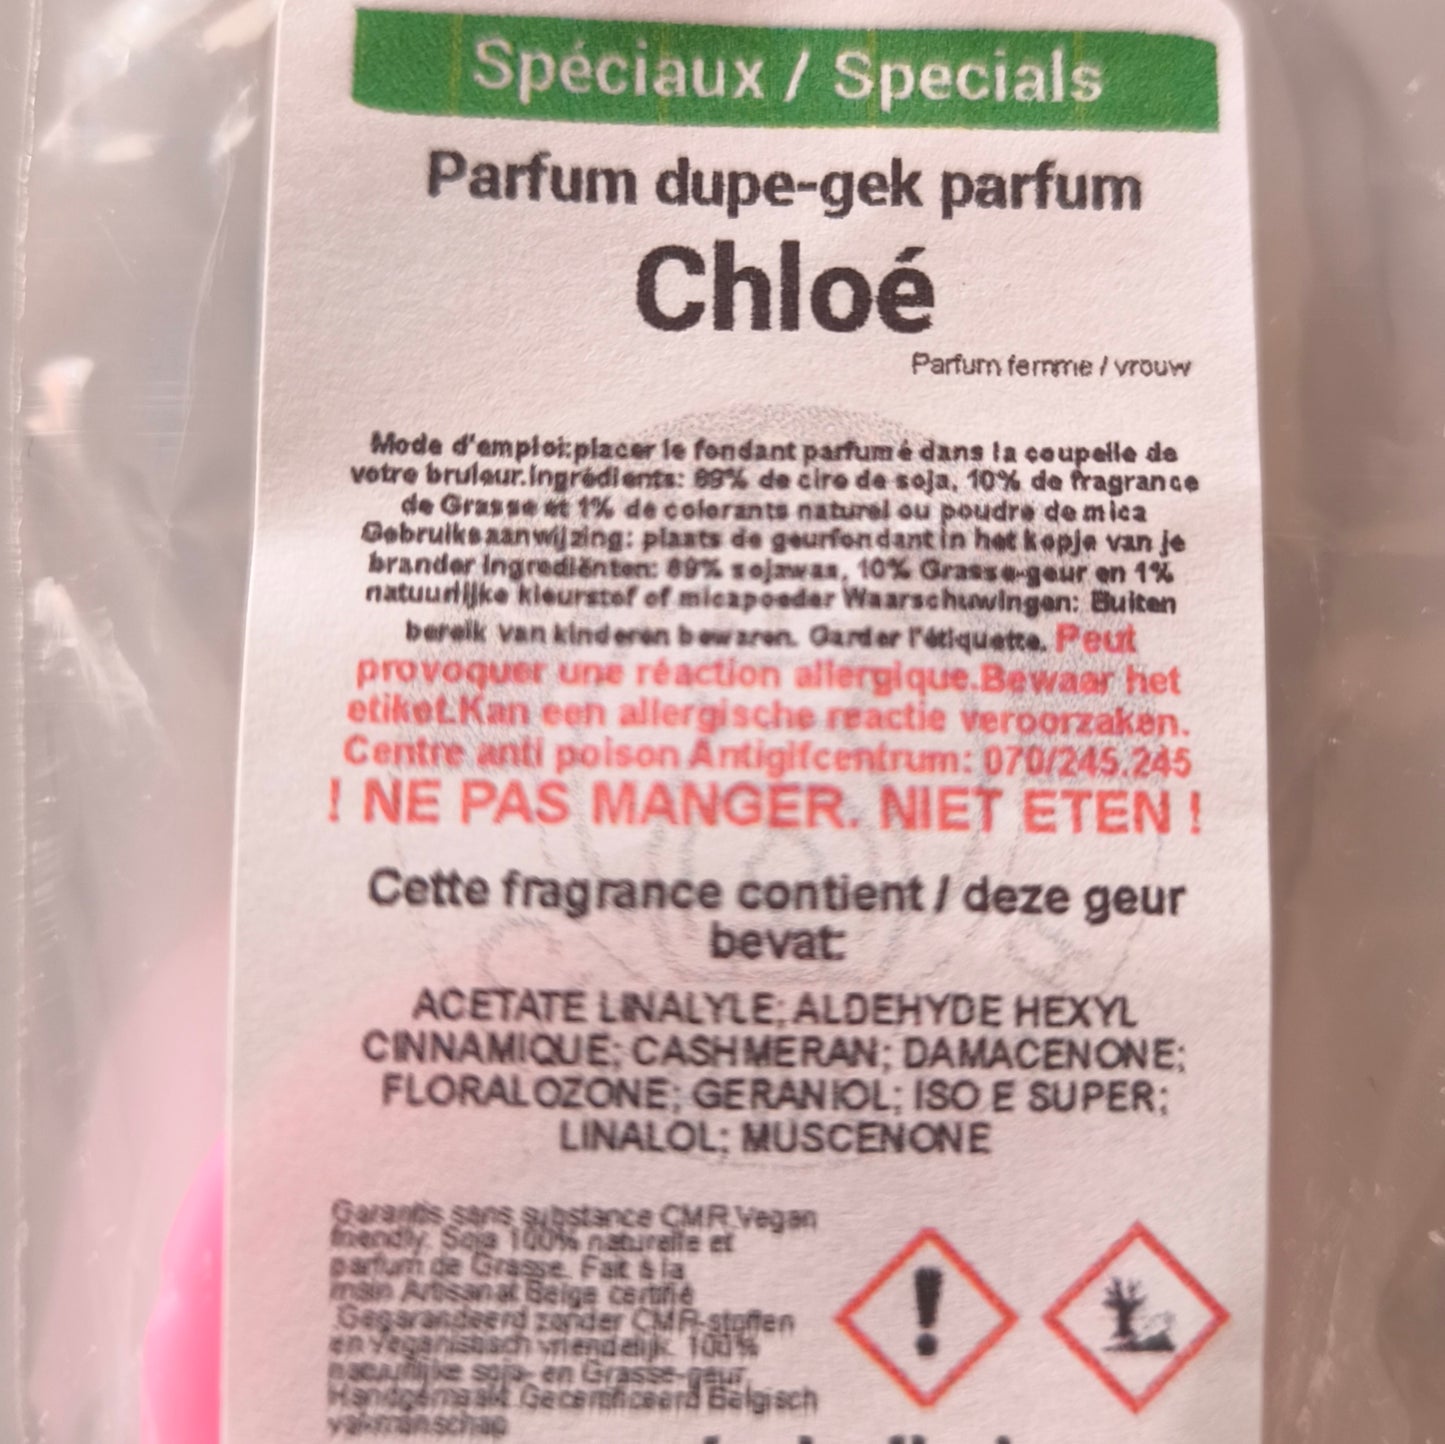 Spéciaux / Specials
Parfum dupe-gek parfum
Chloé
Parfum femme / vrouw
Mode d'emploi:placer le fondant parfumé dans la coupelle de
votre bruleur.Ingrédients: 89% de cire de soja, 10% de fragrance
de Grasse et 1% de colorants naturel ou poudre de mica
Gebruiksaanwijzing: plaats de geurfondant in het kopje van je
brander Ingrediënten: 89% sojawas, 10% Grasse-geur en 1%
natuurlijke kleurstof of micapoeder Waarschuwingen: Buiten
bereik van kinderen bewaren. Garder l'étiquette. Peut
provoquer une réaction allergique.Bewaar het
etiket.Kan een allergische reactie veroorzaken.
Centre anti poison Antigifcentrum: 070/245.245
! NE PAS MANGER. NIET ETEN !
Cette fragrance contient / deze geur
bevat:
ACETATE LINALYLE; ALDEHYDE HEXYL
CINNAMIQUE; CASHMERAN; DAMACENONE;
FLORALOZONE; GERANIOL; ISO E SUPER;
LINALOL; MUSCENONE
Garantis sans substance CMR.Vegan
friendly. Soja 100% naturelle et
parfum de Grasse. Fait à la
main Artisanat Belge certifié
.Gegarandeerd zonder CMR-stoffen
en veganistisch vriendelijk. 100%
natuurlijke soja- en Grasse-geur.
Handgemaakt Gecertificeerd Belgisch
vakmanschap